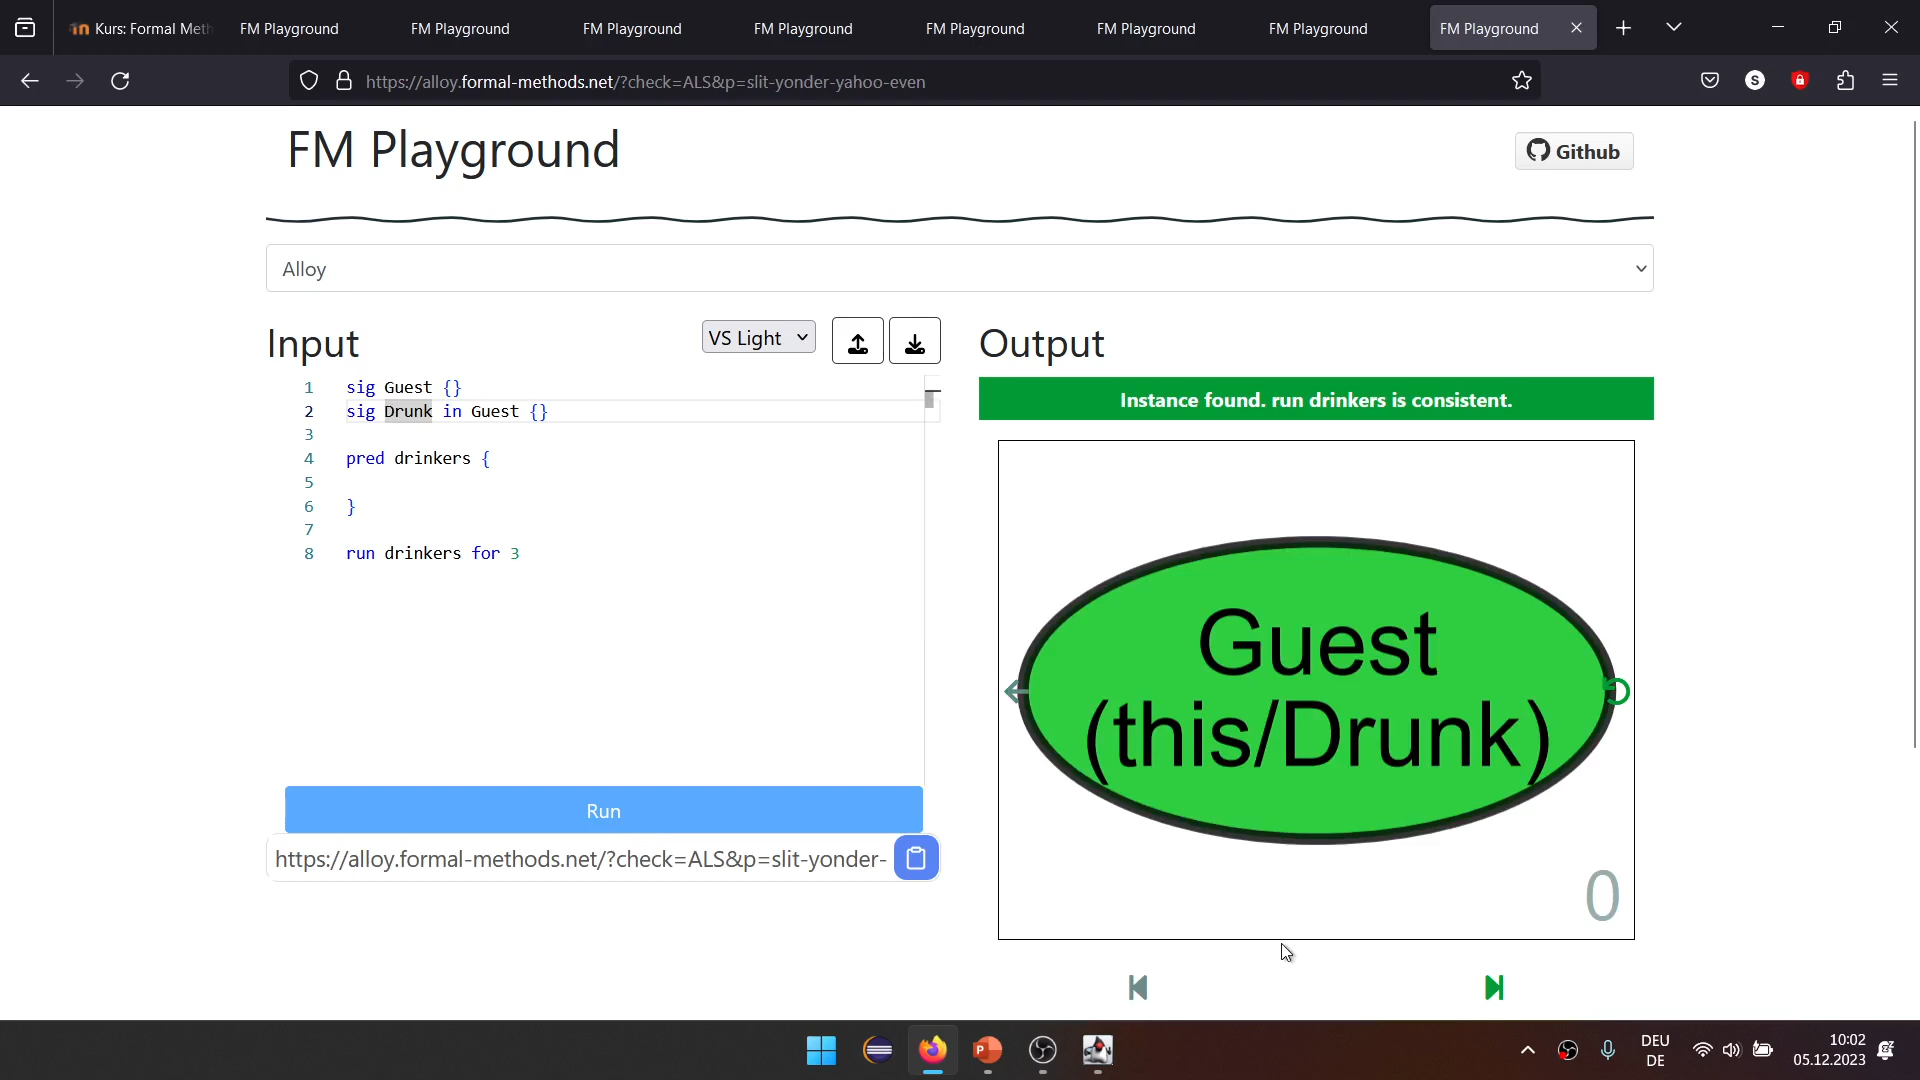 Kurs: Formal Meth
FM Playground
FM Playground
FM Playground
FM Playground
FM Playground
FM Playground
FM Playground
FM Playground
https://alloy.formal-methods.net/?check=ALS&p=slit-yonder-yahoo-even
S
FM Playground
Github
Alloy
Input
VS Light
1 sig Guest {}
2 sig Drunk in Guest {}
3
4 pred drinkers {
5
6 }
7
8 run drinkers for 3
Run
https://alloy.formal-methods.net/?check=ALS&p=slit-yonder-
Output
Instance found. run drinkers is consistent.
Guest
(this/Drunk)
0
P
DEU
DE
10:02
05.12.2023